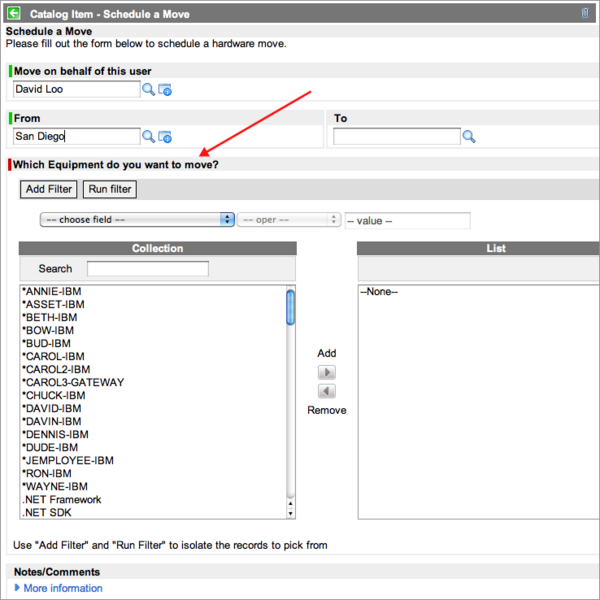 Catalog Item - Schedule a Move
Schedule a Move
Please fill out the form below to schedule a hardware move.
Move on behalf of this user
David Loo
From
To
San Diego
Which Equipment do you want to move?
Add Filter Run filter
-- choose field -- -- oper -- -- value --
Collection
List
Search
*ANNIE-IBM
*ASSET-IBM
*BETH-IBM
*BOW-IBM
*BUD-IBM
*CAROL-IBM
*CAROL2-IBM
*CAROL3-GATEWAY
*CHUCK-IBM
*DAVID-IBM
*DAVIN-IBM
*DENNIS-IBM
*DUDE-IBM
*JEMPLOYEE-IBM
*RON-IBM
*WAYNE-IBM
.NET Framework
.NET SDK
Add
Remove
--None--
Use "Add Filter" and "Run Filter" to isolate the records to pick from
Notes/Comments
More information